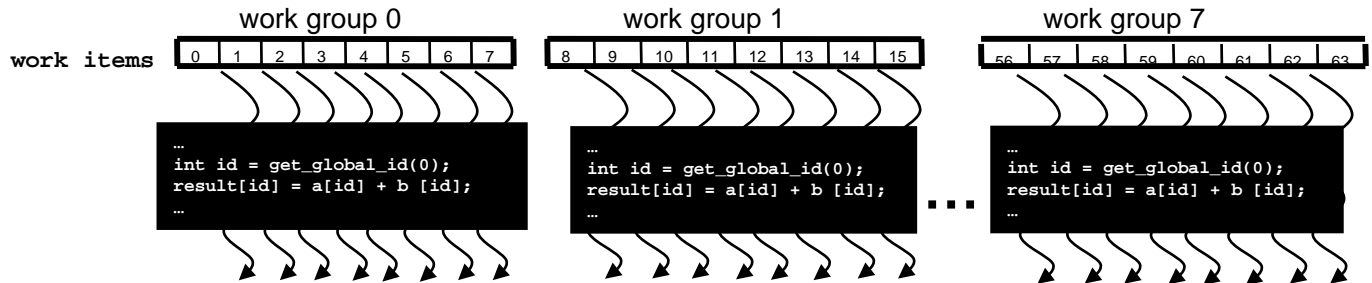 work group 0
work group 1
work group 7
work items
0 1 2 3 4 5 6 7
8 9 10 11 12 13 14 15
56 57 58 59 60 61 62 63
…
int id = get_global_id(0);
result[id] = a[id] + b [id];
…
…
int id = get_global_id(0);
result[id] = a[id] + b [id];
…
...
…
int id = get_global_id(0);
result[id] = a[id] + b [id];
…